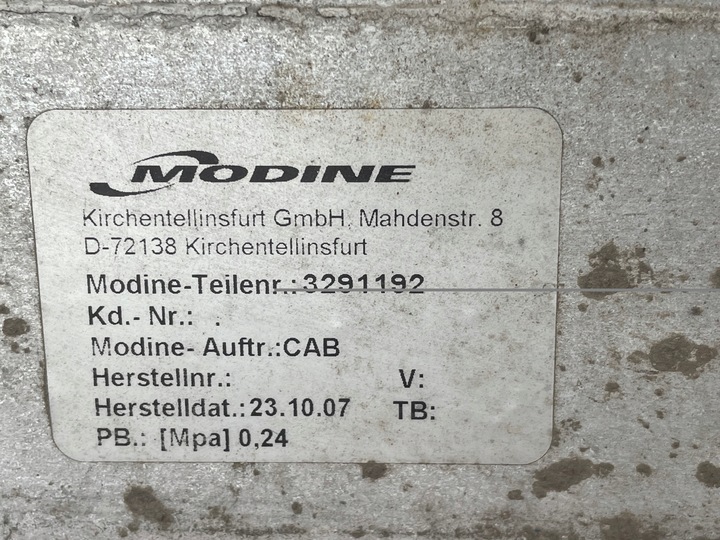 MODINE
Kirchentellinsfurt GmbH, Mahdenstr. 8
D-72138 Kirchentellinsfurt
Modine-Teilenr.: 3291192
Kd.- Nr.: .
Modine- Auftr.:CAB
Herstellnr.: V:
Herstelldat.: 23.10.07 TB:
PB.: [Mpa] 0,24